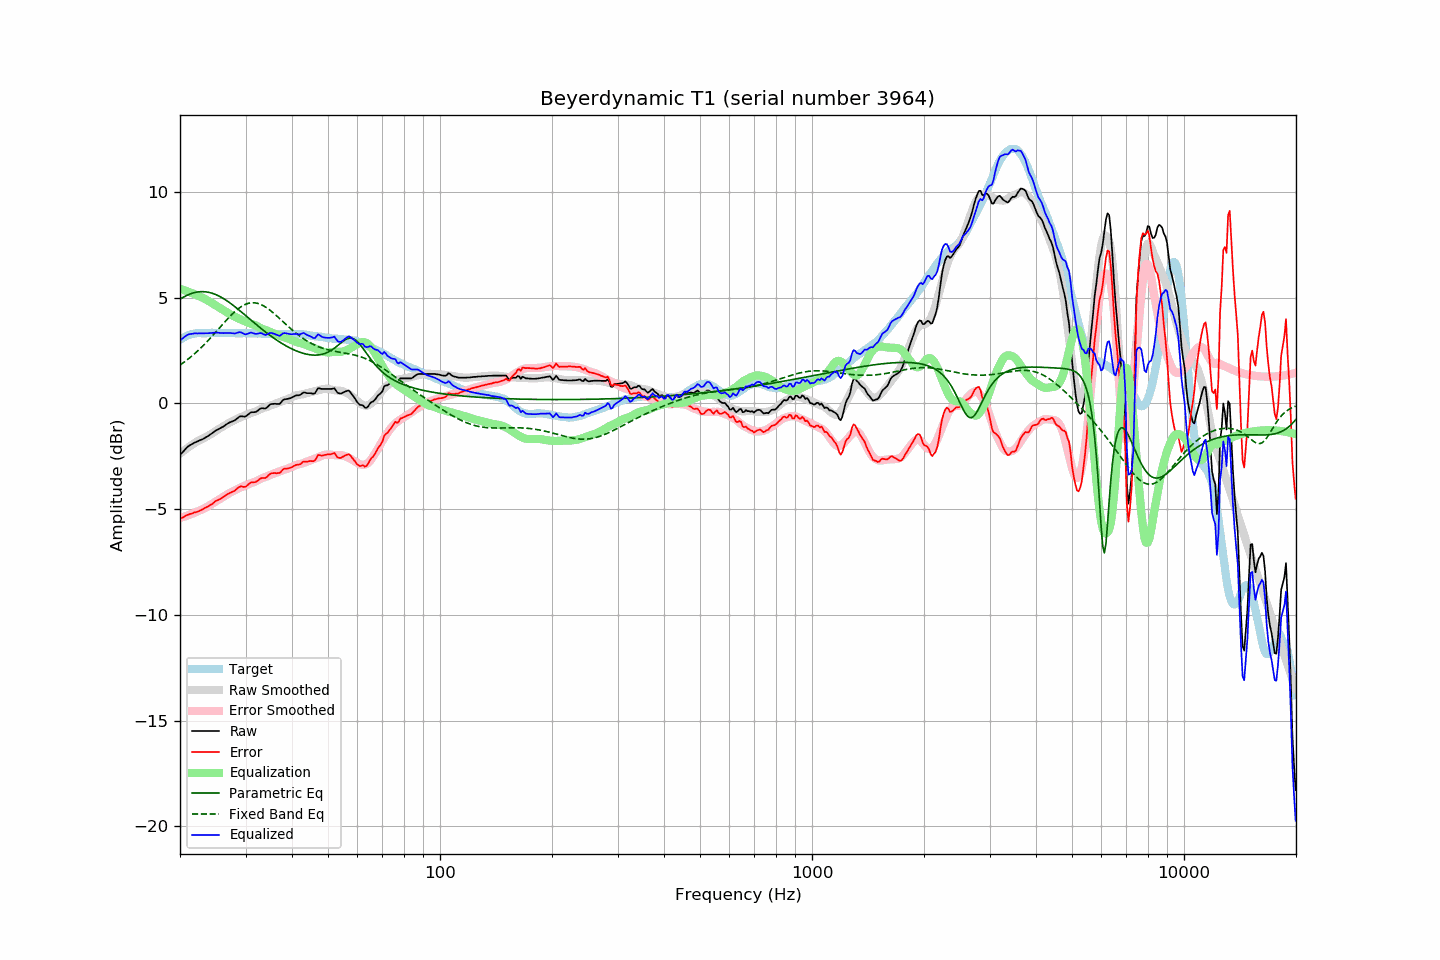 Beyerdynamic T1 (serial number 3964)
Amplitude (dBr)
10
5
0
−5
−10
−15
−20
Target
Raw Smoothed
Error Smoothed
Raw
Error
Equalization
Parametric Eq
Fixed Band Eq
Equalized
100
1000
10000
Frequency (Hz)